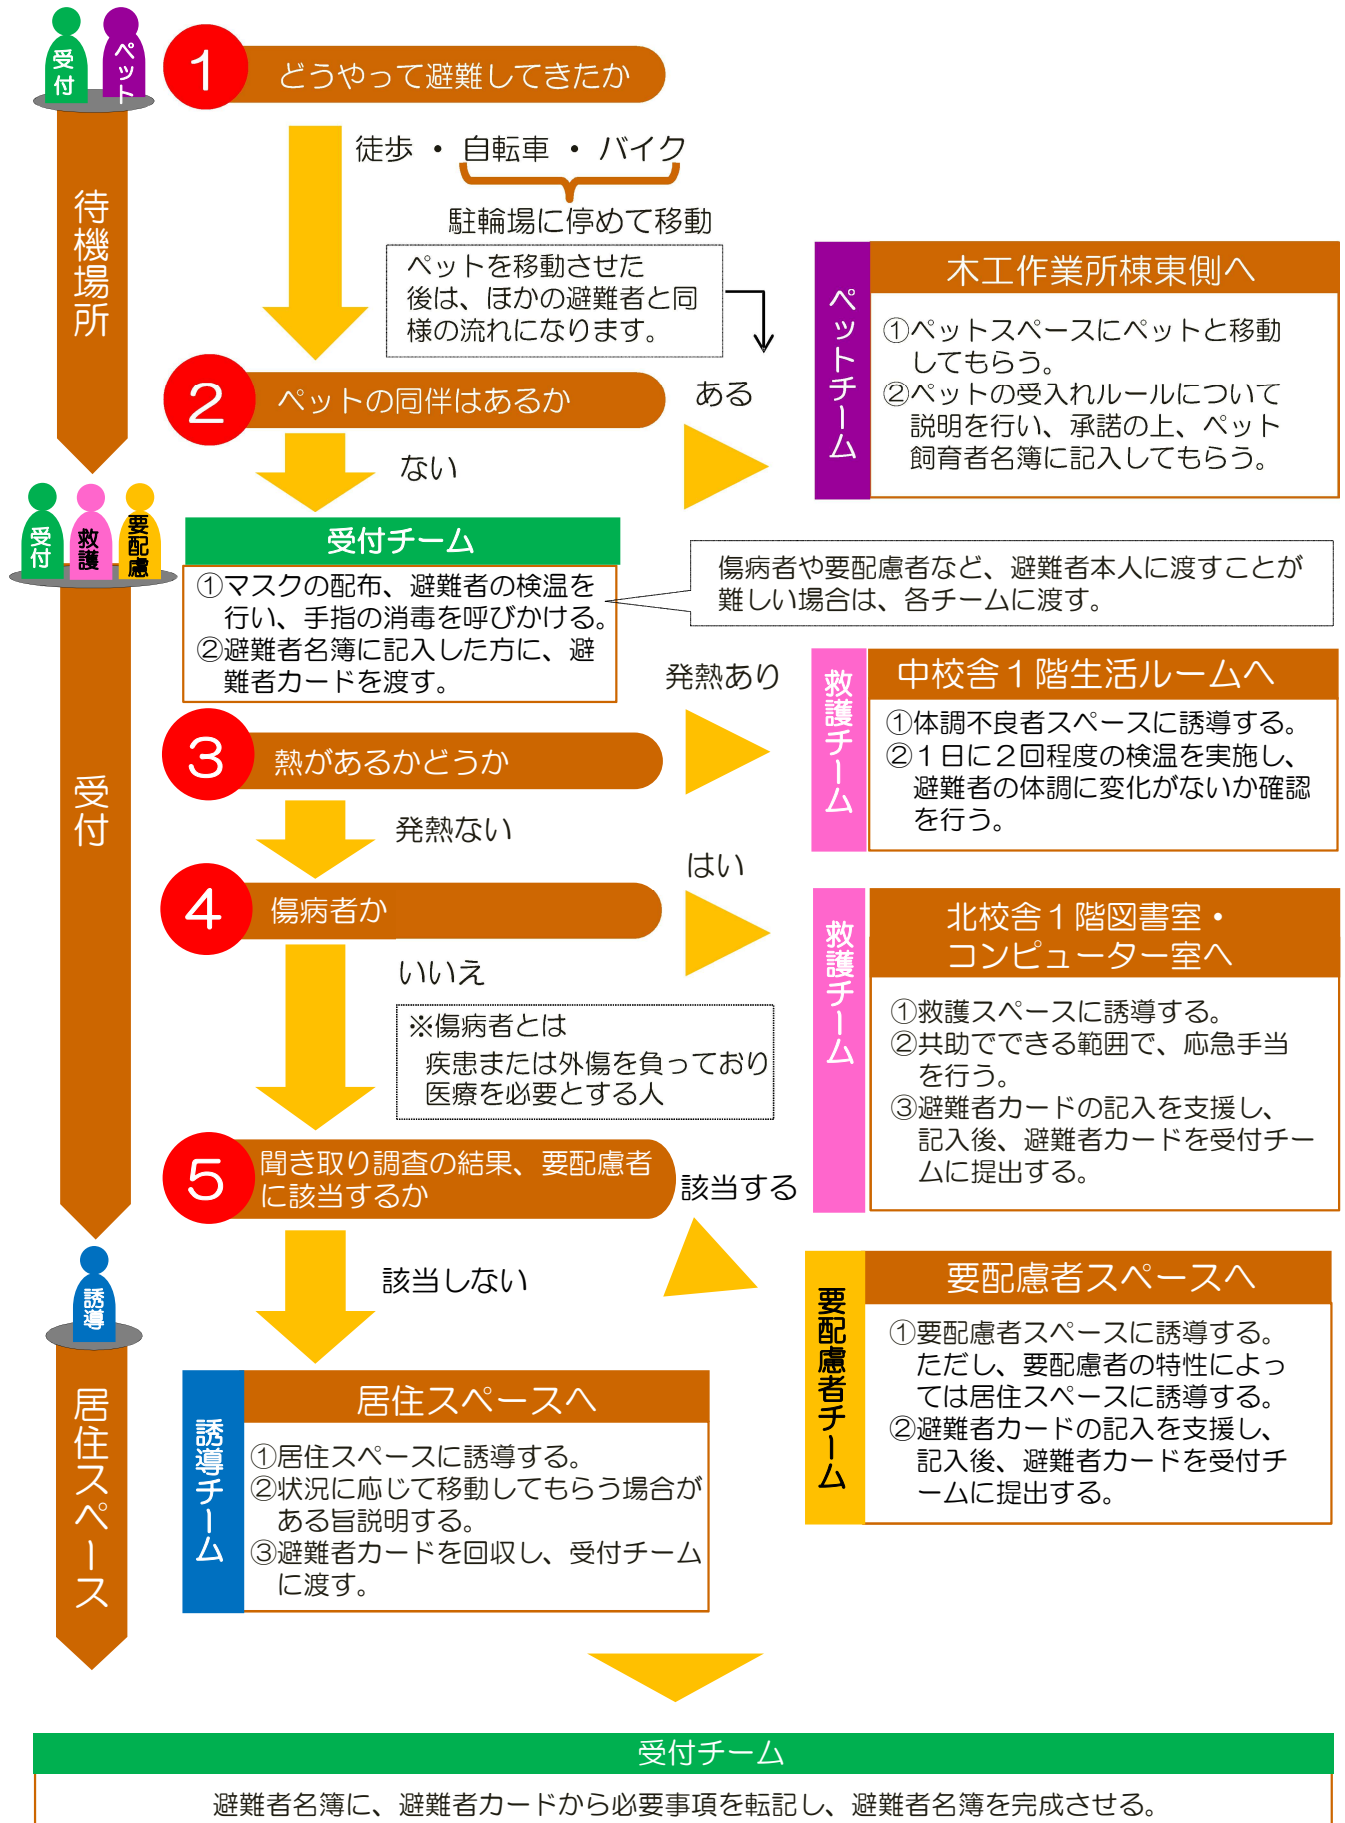 受付
ペット
1
どうやって避難してきたか
徒歩 ・ 自転車 ・ バイク
駐輪場に停めて移動
待機場所
ペットを移動させた
後は、ほかの避難者と同
様の流れになります。
ペットチーム
木工作業所棟東側へ
①ペットスペースにペットと移動
してもらう。
②ペットの受入れルールについて
説明を行い、承諾の上、ペット
飼育者名簿に記入してもらう。
2
ペットの同伴はあるか
ある
ない
受付
救護
要配慮
受付チーム
①マスクの配布、避難者の検温を
行い、手指の消毒を呼びかける。
②避難者名簿に記入した方に、避
難者カードを渡す。
傷病者や要配慮者など、避難者本人に渡すことが
難しい場合は、各チームに渡す。
受付
3
熱があるかどうか
発熱あり
発熱ない
救護チーム
中校舎１階生活ルームへ
①体調不良者スペースに誘導する。
②１日に２回程度の検温を実施し、
避難者の体調に変化がないか確認
を行う。
4
傷病者か
はい
いいえ
※傷病者とは
疾患または外傷を負っており
医療を必要とする人
救護チーム
北校舎１階図書室・
コンピューター室へ
①救護スペースに誘導する。
②共助でできる範囲で、応急手当
を行う。
③避難者カードの記入を支援し、
記入後、避難者カードを受付チー
ムに提出する。
5
聞き取り調査の結果、要配慮者
に該当するか
該当する
該当しない
誘導
居住スペース
要配慮者チーム
要配慮者スペースへ
①要配慮者スペースに誘導する。
ただし、要配慮者の特性によっ
ては居住スペースに誘導する。
②避難者カードの記入を支援し、
記入後、避難者カードを受付チ
ームに提出する。
誘導チーム
居住スペースへ
①居住スペースに誘導する。
②状況に応じて移動してもらう場合が
ある旨説明する。
③避難者カードを回収し、受付チーム
に渡す。
受付チーム
避難者名簿に、避難者カードから必要事項を転記し、避難者名簿を完成させる。